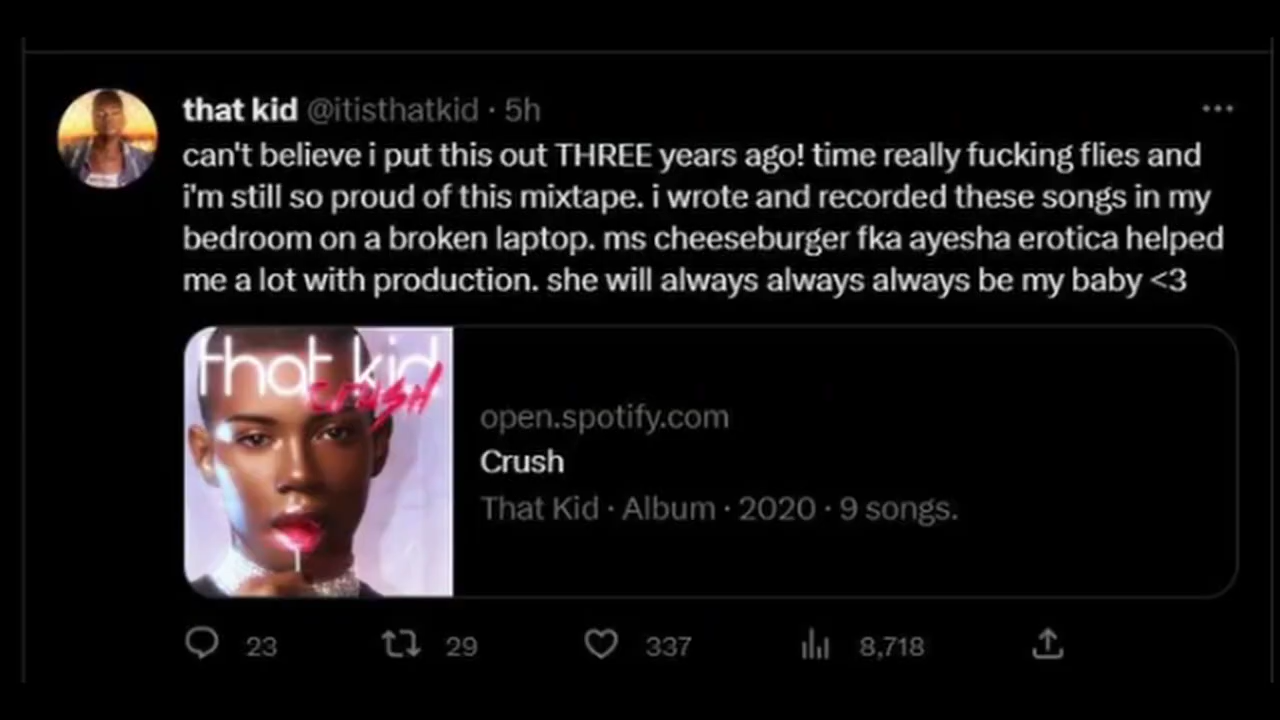 that kid @itisthatkid · 5h
can't believe i put this out THREE years ago! time really fucking flies and
i'm still so proud of this mixtape. i wrote and recorded these songs in my
bedroom on a broken laptop. ms cheeseburger fka ayesha erotica helped
me a lot with production. she will always always always be my baby <3
that kid
crush
open.spotify.com
Crush
That Kid · Album · 2020 · 9 songs.
23 29 337 8,718